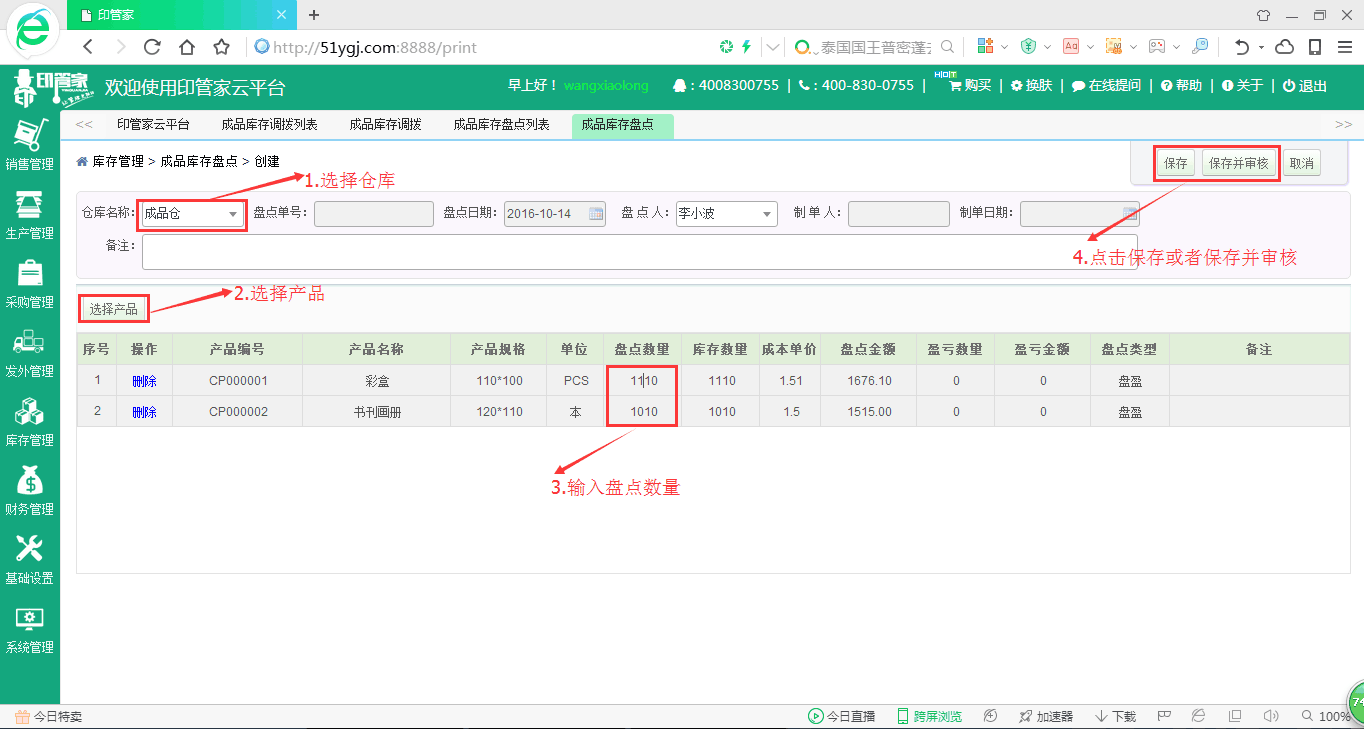 印管家
http://51ygj.com:8888/print
泰国国王普密蓬去
印管家
欢迎使用印管家云平台
早上好！ wangxiaolong
: 4008300755 | : 400-830-0755 | 购买 | 换肤 | 在线提问 | 帮助 | 关于 | 退出
<< 印管家云平台 成品库存调拨列表 成品库存调拨 成品库存盘点列表 成品库存盘点 >>
销售管理
生产管理
采购管理
发外管理
库存管理
财务管理
基础设置
系统管理
库存管理 > 成品库存盘点 > 创建
保存 保存并审核 取消
1.选择仓库
仓库名称: 成品仓 盘点单号: 盘点日期: 2016-10-14 盘 点 人: 李小波 制 单 人: 制单日期:
备注:
4.点击保存或者保存并审核
选择产品
2.选择产品
序号 操作 产品编号 产品名称 产品规格 单位 盘点数量 库存数量 成本单价 盘点金额 盈亏数量 盈亏金额 盘点类型 备注
1 删除 CP000001 彩盒 110*100 PCS 1110 1110 1.51 1676.10 0 0 盘盈
2 删除 CP000002 书刊画册 120*110 本 1010 1010 1.5 1515.00 0 0 盘盈
3.输入盘点数量
今日特卖
今日直播 跨屏浏览 加速器 下载 100%
74